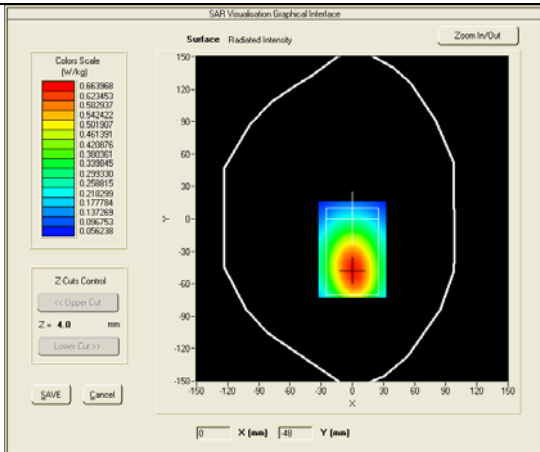 SAR Visualisation Graphical Interface
Surface Radiated Intensity
Zoom In/Out
Colors Scale
(W/kg)
0.663968
0.623453
0.582937
0.542422
0.501907
0.461391
0.420876
0.380361
0.339845
0.299330
0.258815
0.218299
0.177784
0.137269
0.096753
0.056238
150
120
90
60
30
0
-30
-60
-90
-120
-150
Y
-150 -120 -90 -60 -30 0 30 60 90 120 150
X
Z-Cuts Control
<< Upper Cut
Z = 4.0 mm
Lower Cut >>
SAVE Cancel
0 X (mm) -48 Y (mm)